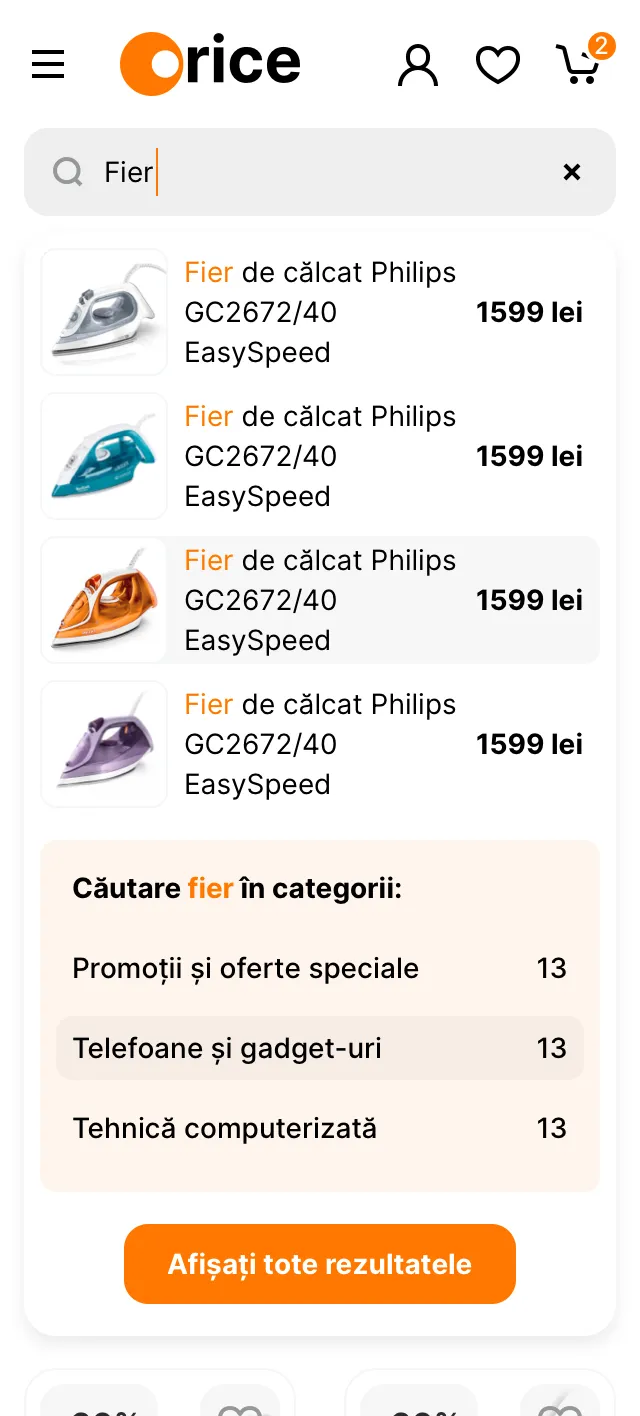 orice
2
Fier
Fier de călcat Philips
GC2672/40
EasySpeed
1599 lei
Fier de călcat Philips
GC2672/40
EasySpeed
1599 lei
Fier de călcat Philips
GC2672/40
EasySpeed
1599 lei
Fier de călcat Philips
GC2672/40
EasySpeed
1599 lei
Căutare fier în categorii:
Promoții și oferte speciale 13
Telefoane și gadget-uri 13
Tehnică computerizată 13
Afișați tote rezultatele